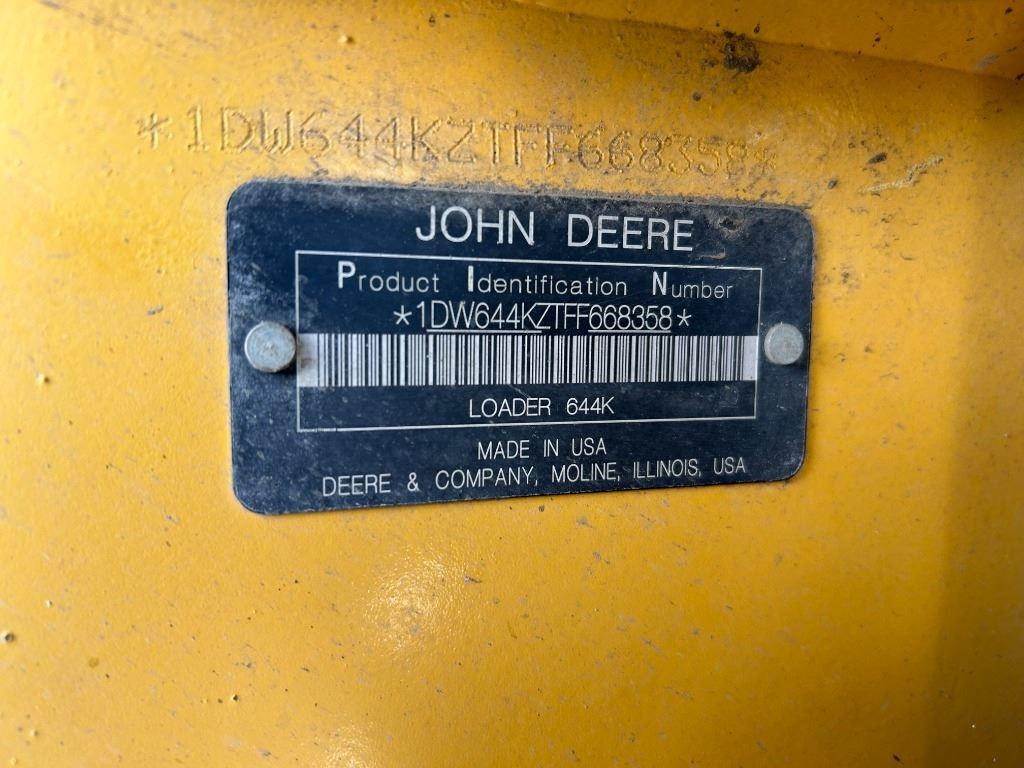 *1DW644KZTFF668358*
JOHN DEERE
Product Identification Number
*1DW644KZTFF668358*
LOADER 644K
MADE IN USA
DEERE & COMPANY, MOLINE, ILLINOIS, USA